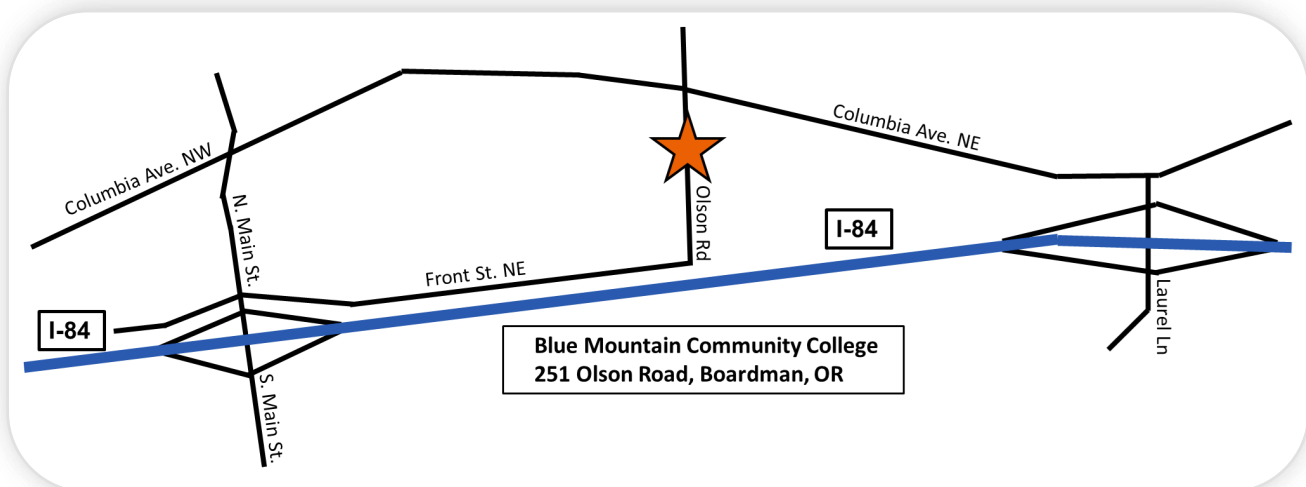 Columbia Ave. NW
Columbia Ave. NE
N. Main St.
Olson Rd
I-84
Front St. NE
I-84
Laurel Ln
Blue Mountain Community College
251 Olson Road, Boardman, OR
S. Main St.